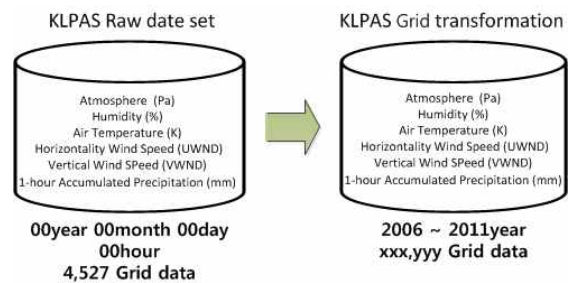 KLPAS Raw date set
Atmosphere (Pa)
Humidity (%)
Air Temperature (K)
Horizontality Wind Speed (UWND)
Vertical Wind SPeed (VWND)
1-hour Accumulated Precipitation (mm)
00year 00month 00day
00hour
4,527 Grid data
KLPAS Grid transformation
Atmosphere (Pa)
Humidity (%)
Air Temperature (K)
Horizontality Wind Speed (UWND)
Vertical Wind SPeed (VWND)
1-hour Accumulated Precipitation (mm)
2006 ~ 2011year
xxx,yyy Grid data